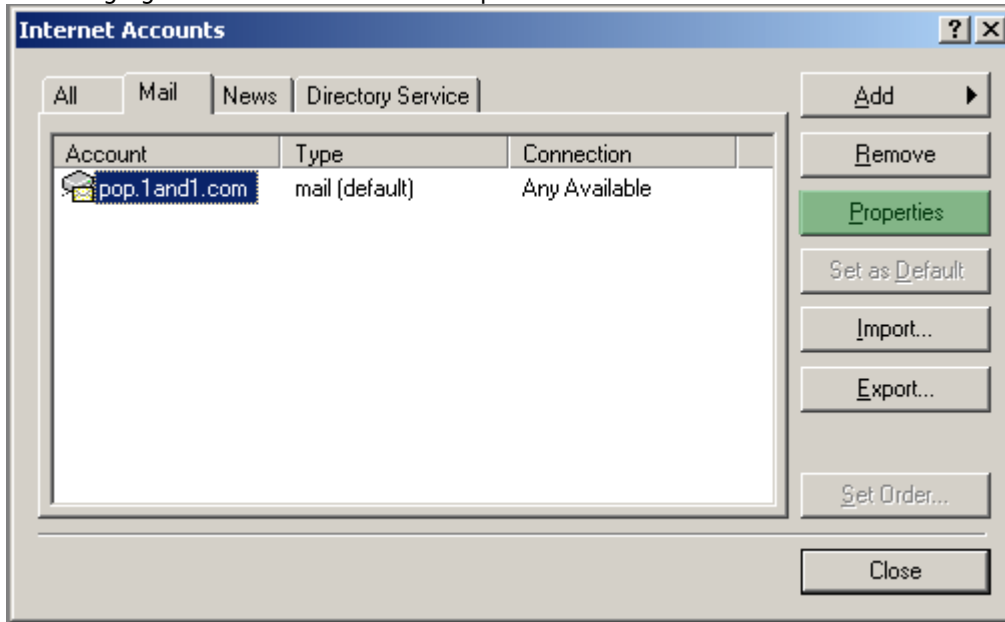 Internet Accounts
All Mail News Directory Service
Account Type Connection
pop.1and1.com mail (default) Any Available
Add
Remove
Properties
Set as Default
Import...
Export...
Set Order...
Close